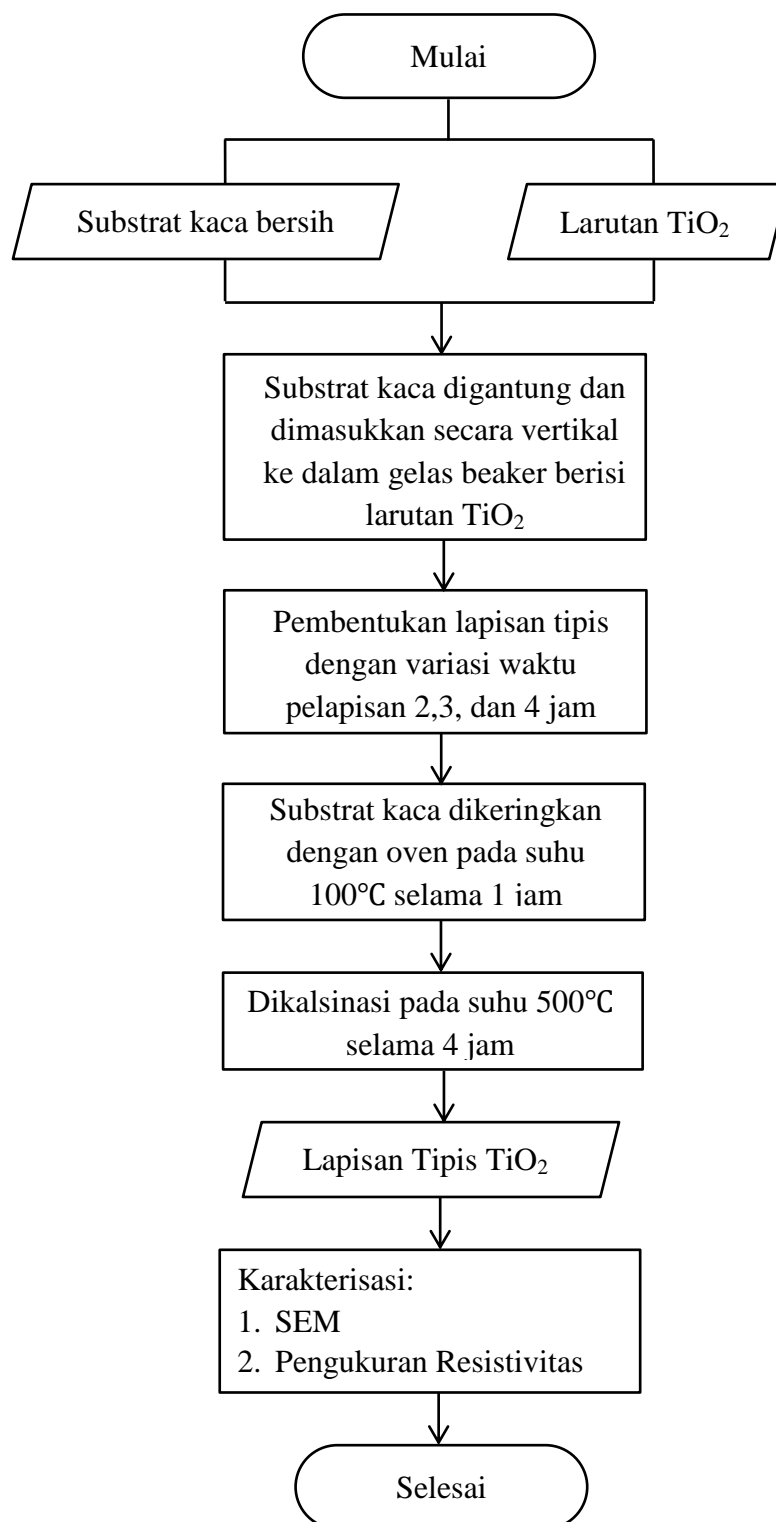 Mulai
Substrat kaca bersih
Larutan TiO₂
Substrat kaca digantung dan
dimasukkan secara vertikal
ke dalam gelas beaker berisi
larutan TiO₂
Pembentukan lapisan tipis
dengan variasi waktu
pelapisan 2,3, dan 4 jam
Substrat kaca dikeringkan
dengan oven pada suhu
100℃ selama 1 jam
Dikalsinasi pada suhu 500℃
selama 4 jam
Lapisan Tipis TiO₂
Karakterisasi:
1. SEM
2. Pengukuran Resistivitas
Selesai